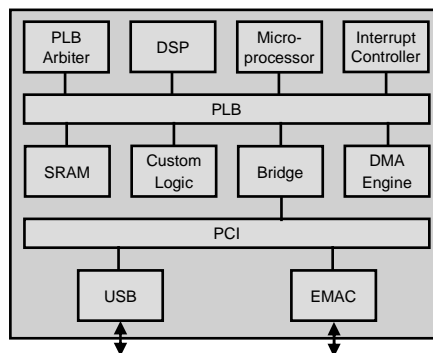 PLB
Arbiter
DSP
Micro-
processor
Interrupt
Controller
PLB
SRAM
Custom
Logic
Bridge
DMA
Engine
PCI
USB
EMAC